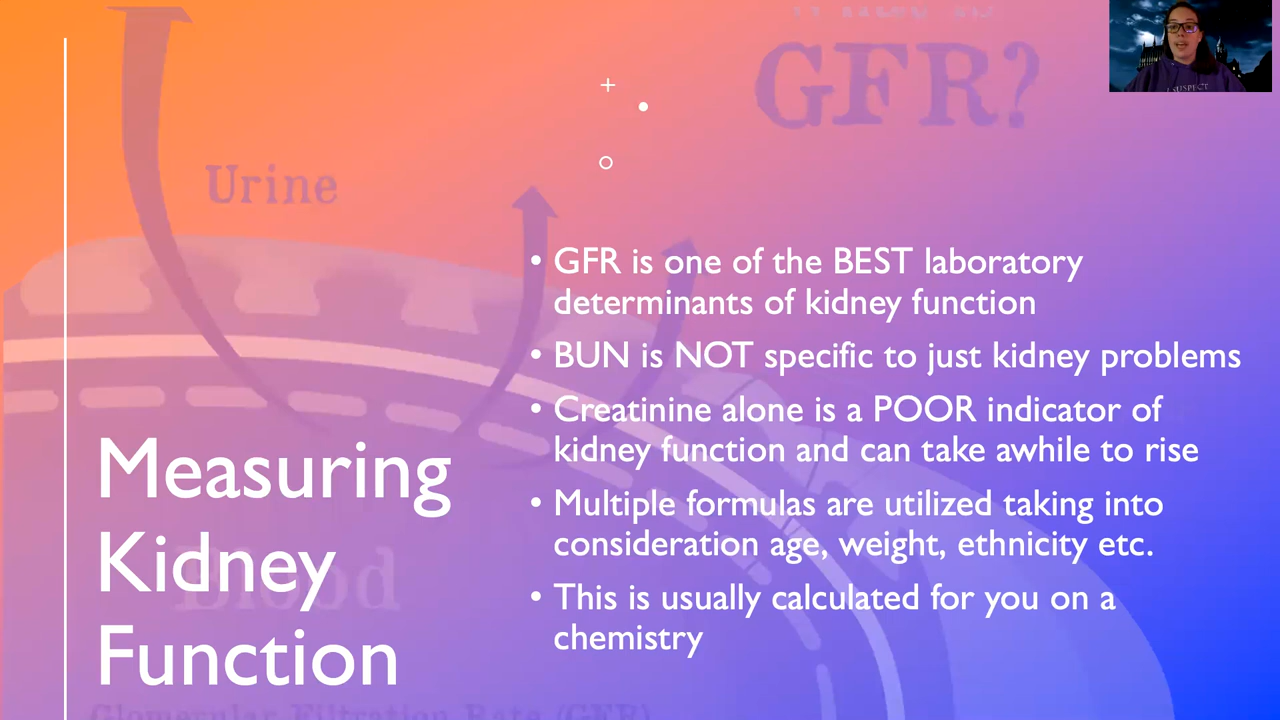 GFR?
Urine
• GFR is one of the BEST laboratory
determinants of kidney function
• BUN is NOT specific to just kidney problems
• Creatinine alone is a POOR indicator of
kidney function and can take awhile to rise
• Multiple formulas are utilized taking into
consideration age, weight, ethnicity etc.
• This is usually calculated for you on a
chemistry
Measuring
Kidney
Function
Blood
Glomerular Filtration Rate (GFR)
I SUSPECT